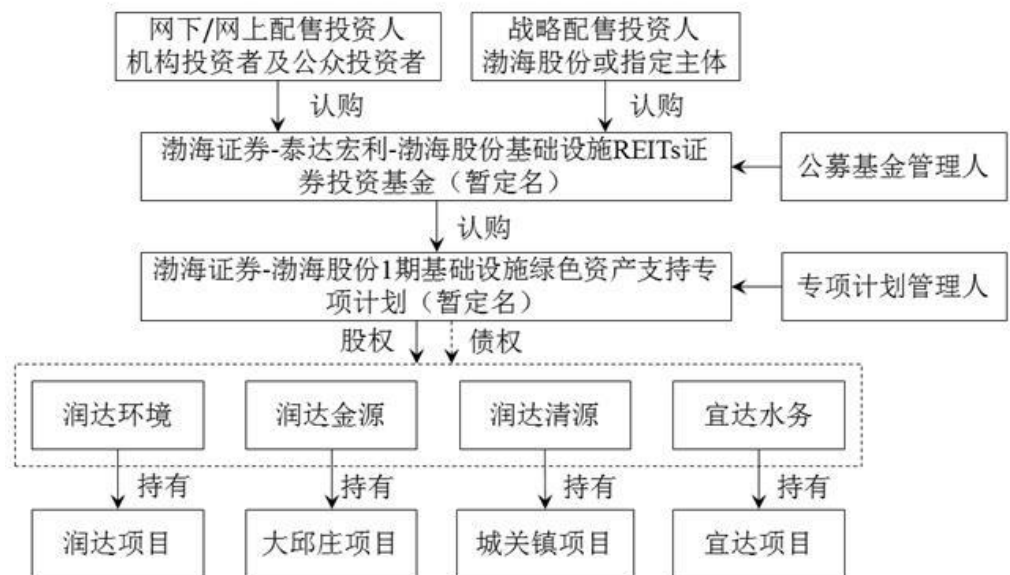 网下/网上配售投资人
机构投资者及公众投资者
战略配售投资人
渤海股份或指定主体
认购
认购
渤海证券-泰达宏利-渤海股份基础设施REITs证
券投资基金（暂定名）
公募基金管理人
认购
渤海证券-渤海股份1期基础设施绿色资产支持专
项计划（暂定名）
专项计划管理人
股权
债权
润达环境
润达金源
润达清源
宜达水务
持有
持有
持有
持有
润达项目
大邱庄项目
城关镇项目
宜达项目